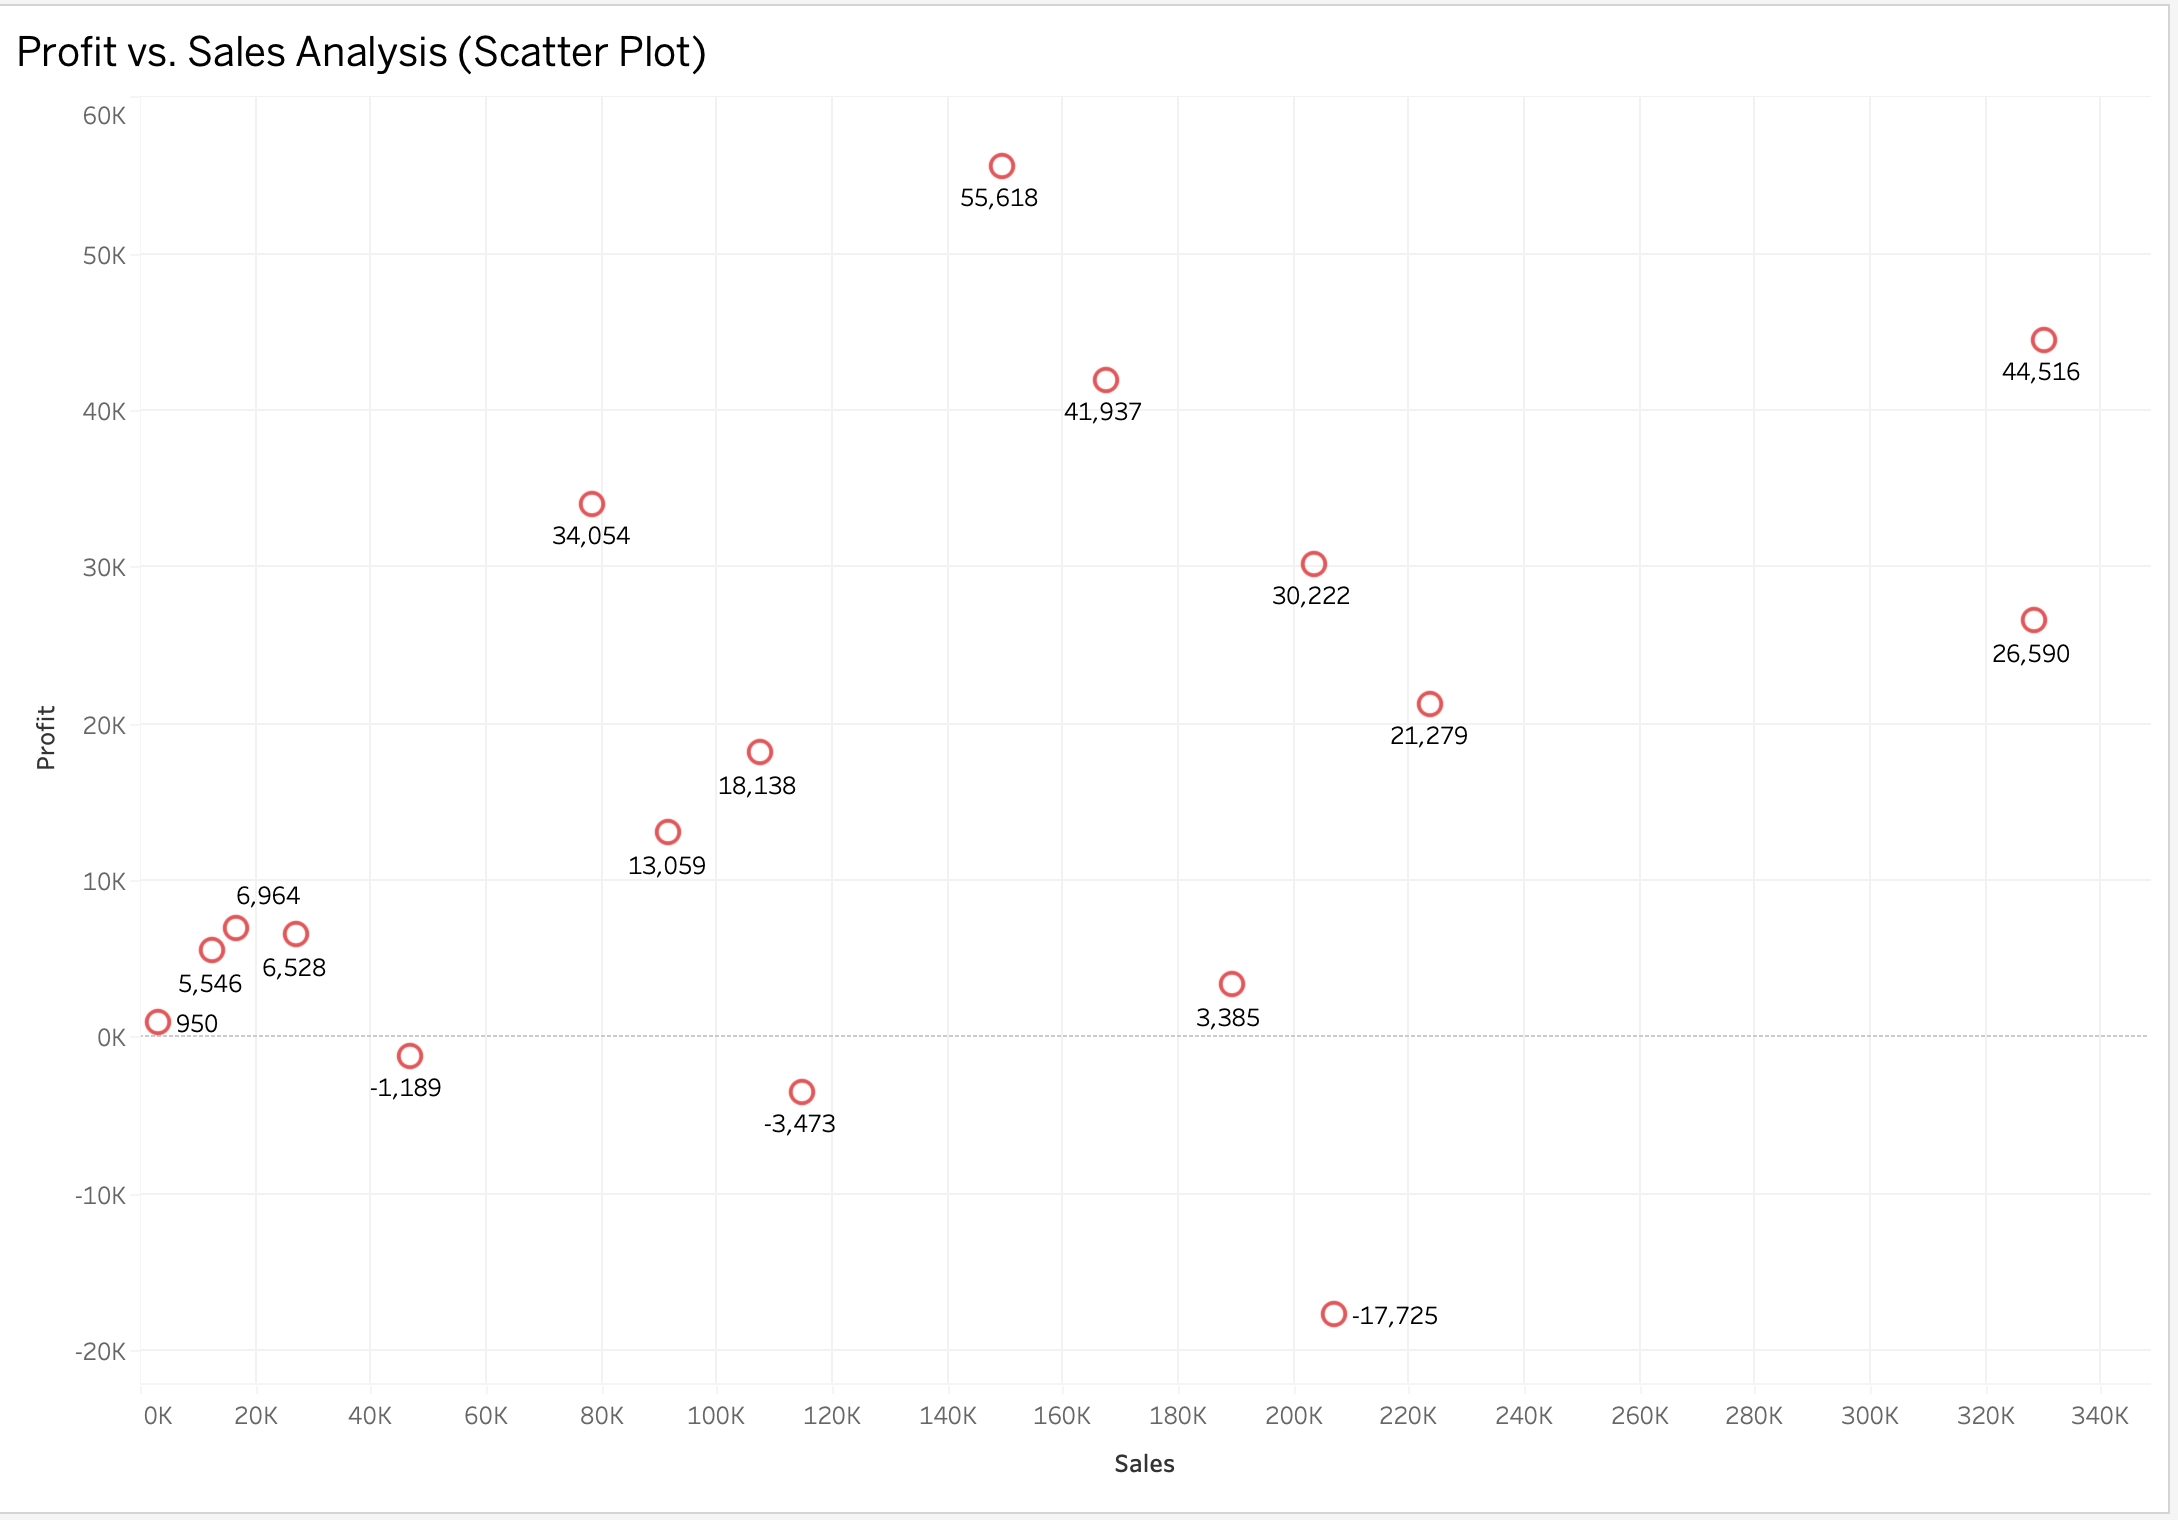 Profit vs. Sales Analysis (Scatter Plot)
60K
55,618
50K
44,516
41,937
40K
34,054
30K
30,222
26,590
21,279
20K
Profit
18,138
13,059
10K
6,964
6,528
5,546
3,385
950
0K
-1,189
-3,473
-10K
-17,725
-20K
0K 20K 40K 60K 80K 100K 120K 140K 160K 180K 200K 220K 240K 260K 280K 300K 320K 340K
Sales